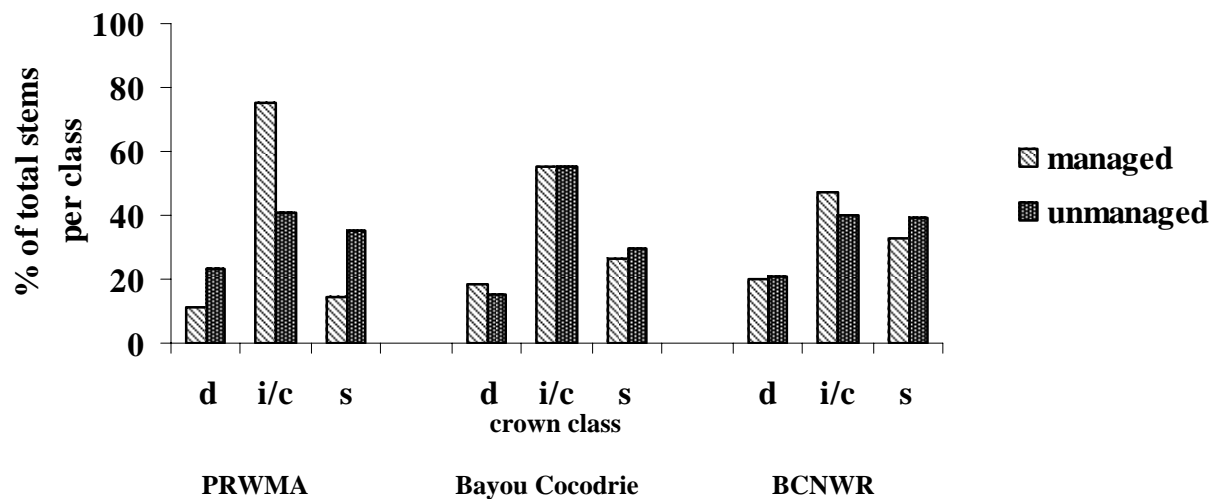 % of total stems
per class
100
80
60
40
20
0
d i/c s d i/c s d i/c s
crown class
PRWMA Bayou Cocodrie BCNWR
managed
unmanaged